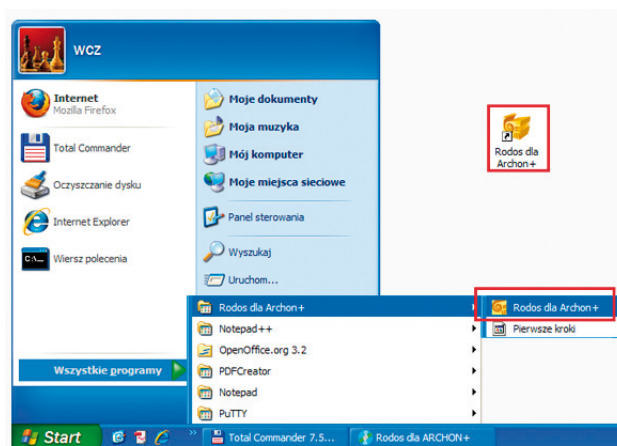 wcz
Internet
Mozilla Firefox
Total Commander
Oczyszczanie dysku
Internet Explorer
Wiersz polecenia
Wszystkie programy
Moje dokumenty
Moja muzyka
Mój komputer
Moje miejsca sieciowe
Panel sterowania
Wyszukaj
Uruchom...
Rodos dla Archon+
Notepad++
OpenOffice.org 3.2
PDFCreator
Notepad
PuTTY
Rodos dla Archon+
Pierwsze kroki
Rodos dla
Archon+
Start
»
Total Commander 7.5...
Rodos dla ARCHON+